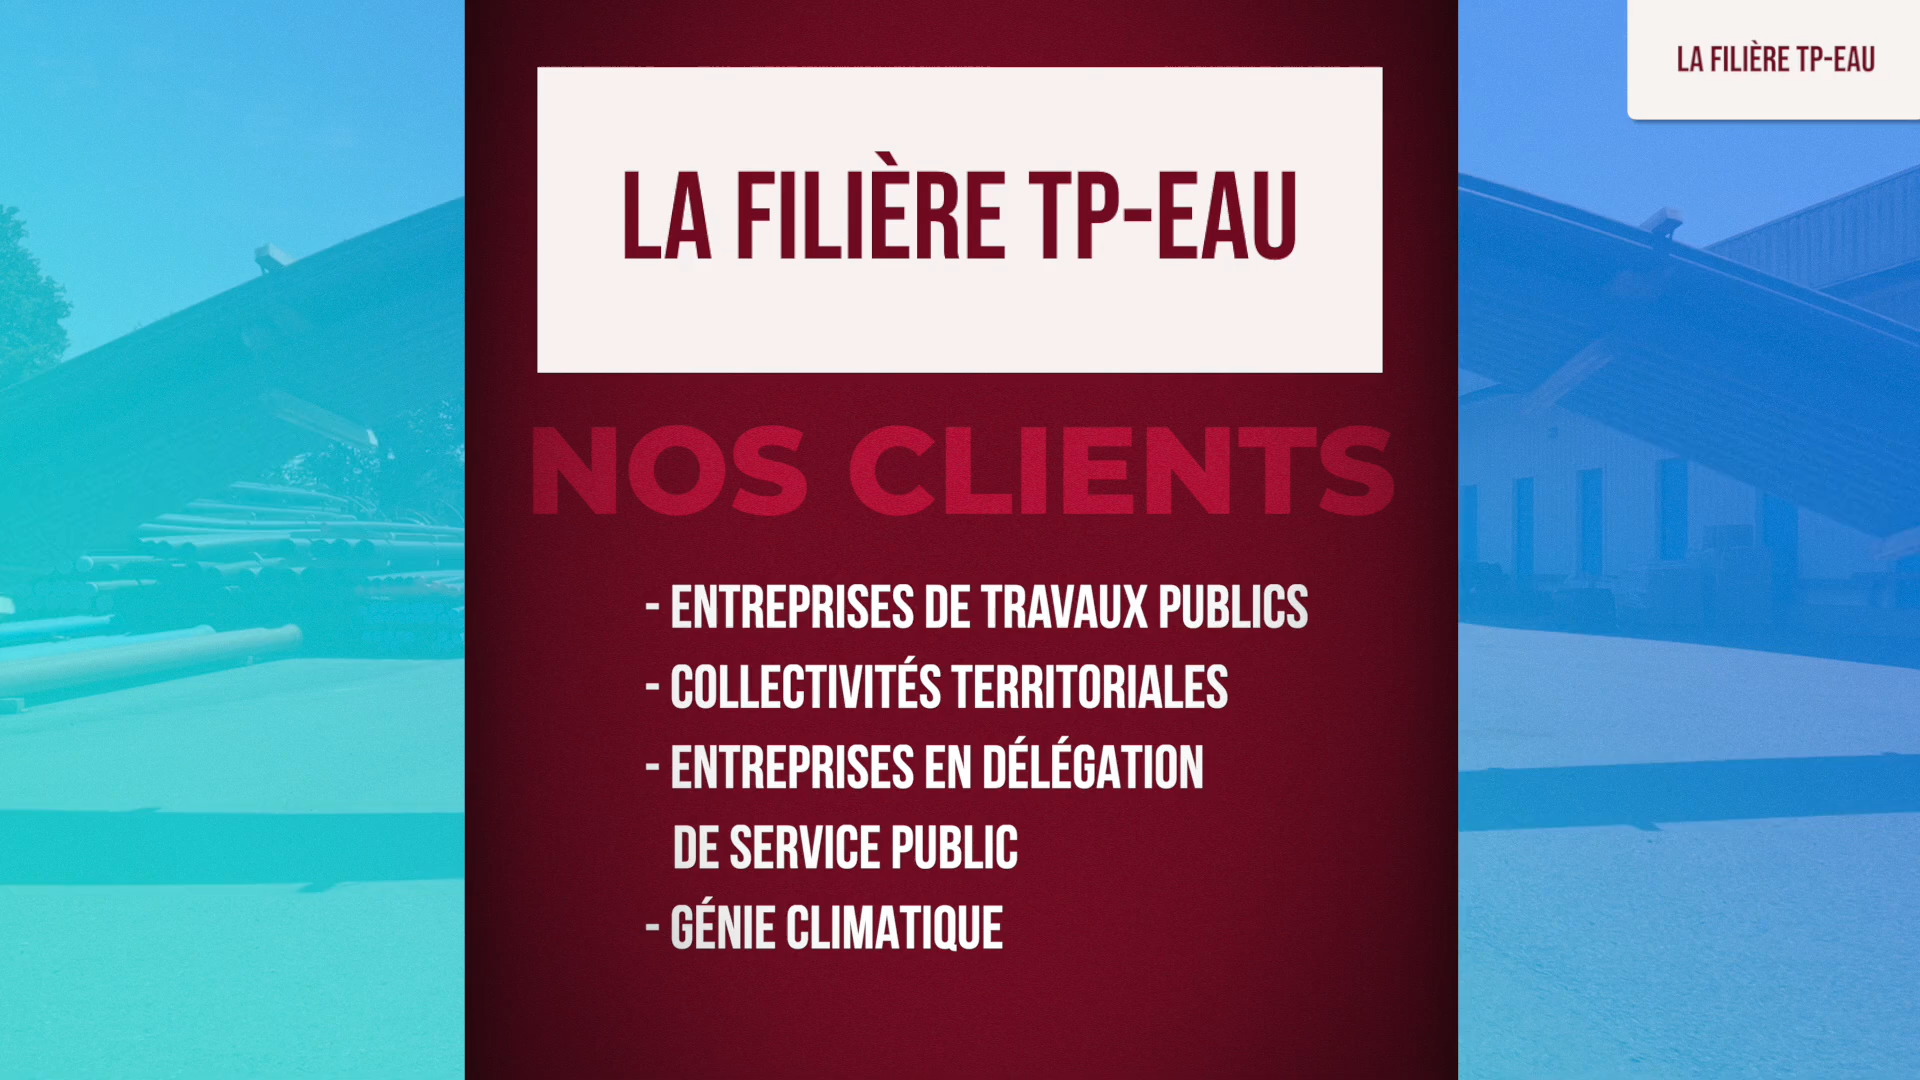 LA FILIÈRE TP-EAU
LA FILIÈRE TP-EAU
NOS CLIENTS
- ENTREPRISES DE TRAVAUX PUBLICS
- COLLECTIVITÉS TERRITORIALES
- ENTREPRISES EN DÉLÉGATION
DE SERVICE PUBLIC
- GÉNIE CLIMATIQUE